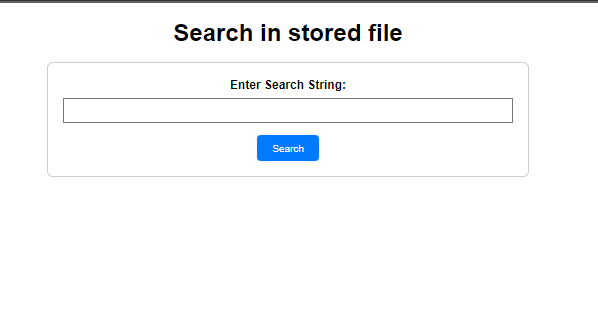 Search in stored file
Enter Search String:
Search